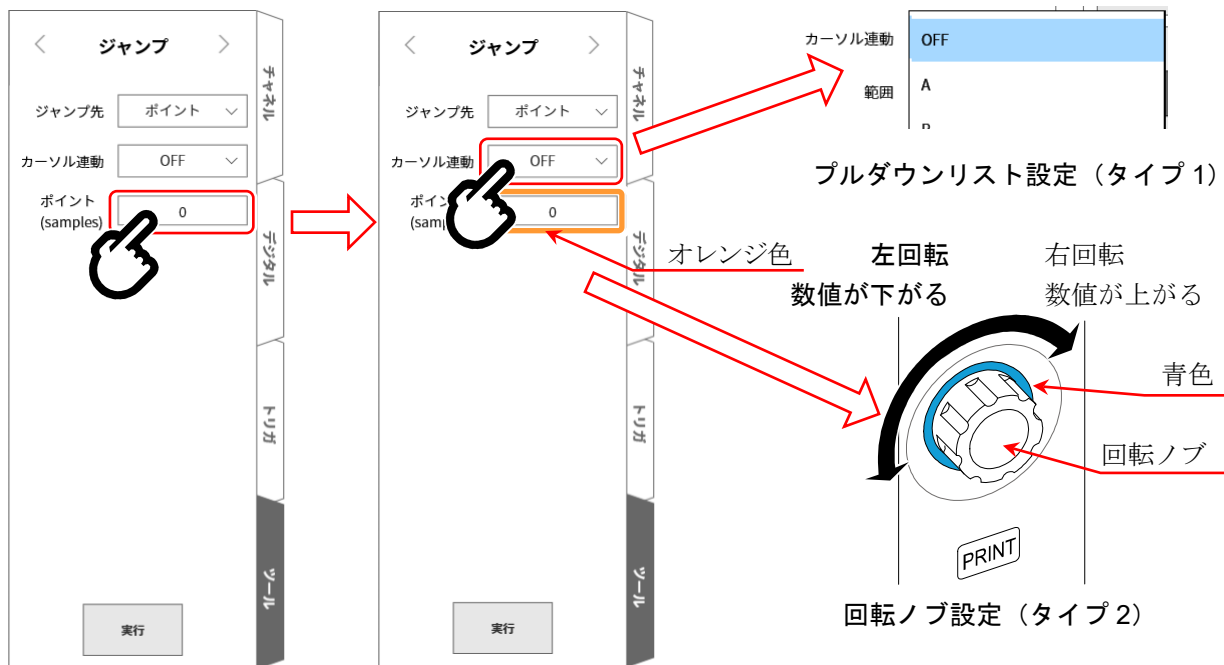 ジャンプ
ジャンプ先
ポイント
カーソル連動
OFF
ポイント
(samples)
0
実行
チャネル
デジタル
トリガ
ツール
ジャンプ
ジャンプ先
ポイント
カーソル連動
OFF
0
実行
チャネル
デジタル
トリガ
ツール
オレンジ色
カーソル連動
OFF
範囲
A
プルダウンリスト設定（タイプ 1）
左回転
数値が下がる
右回転
数値が上がる
青色
回転ノブ
PRINT
回転ノブ設定（タイプ 2）